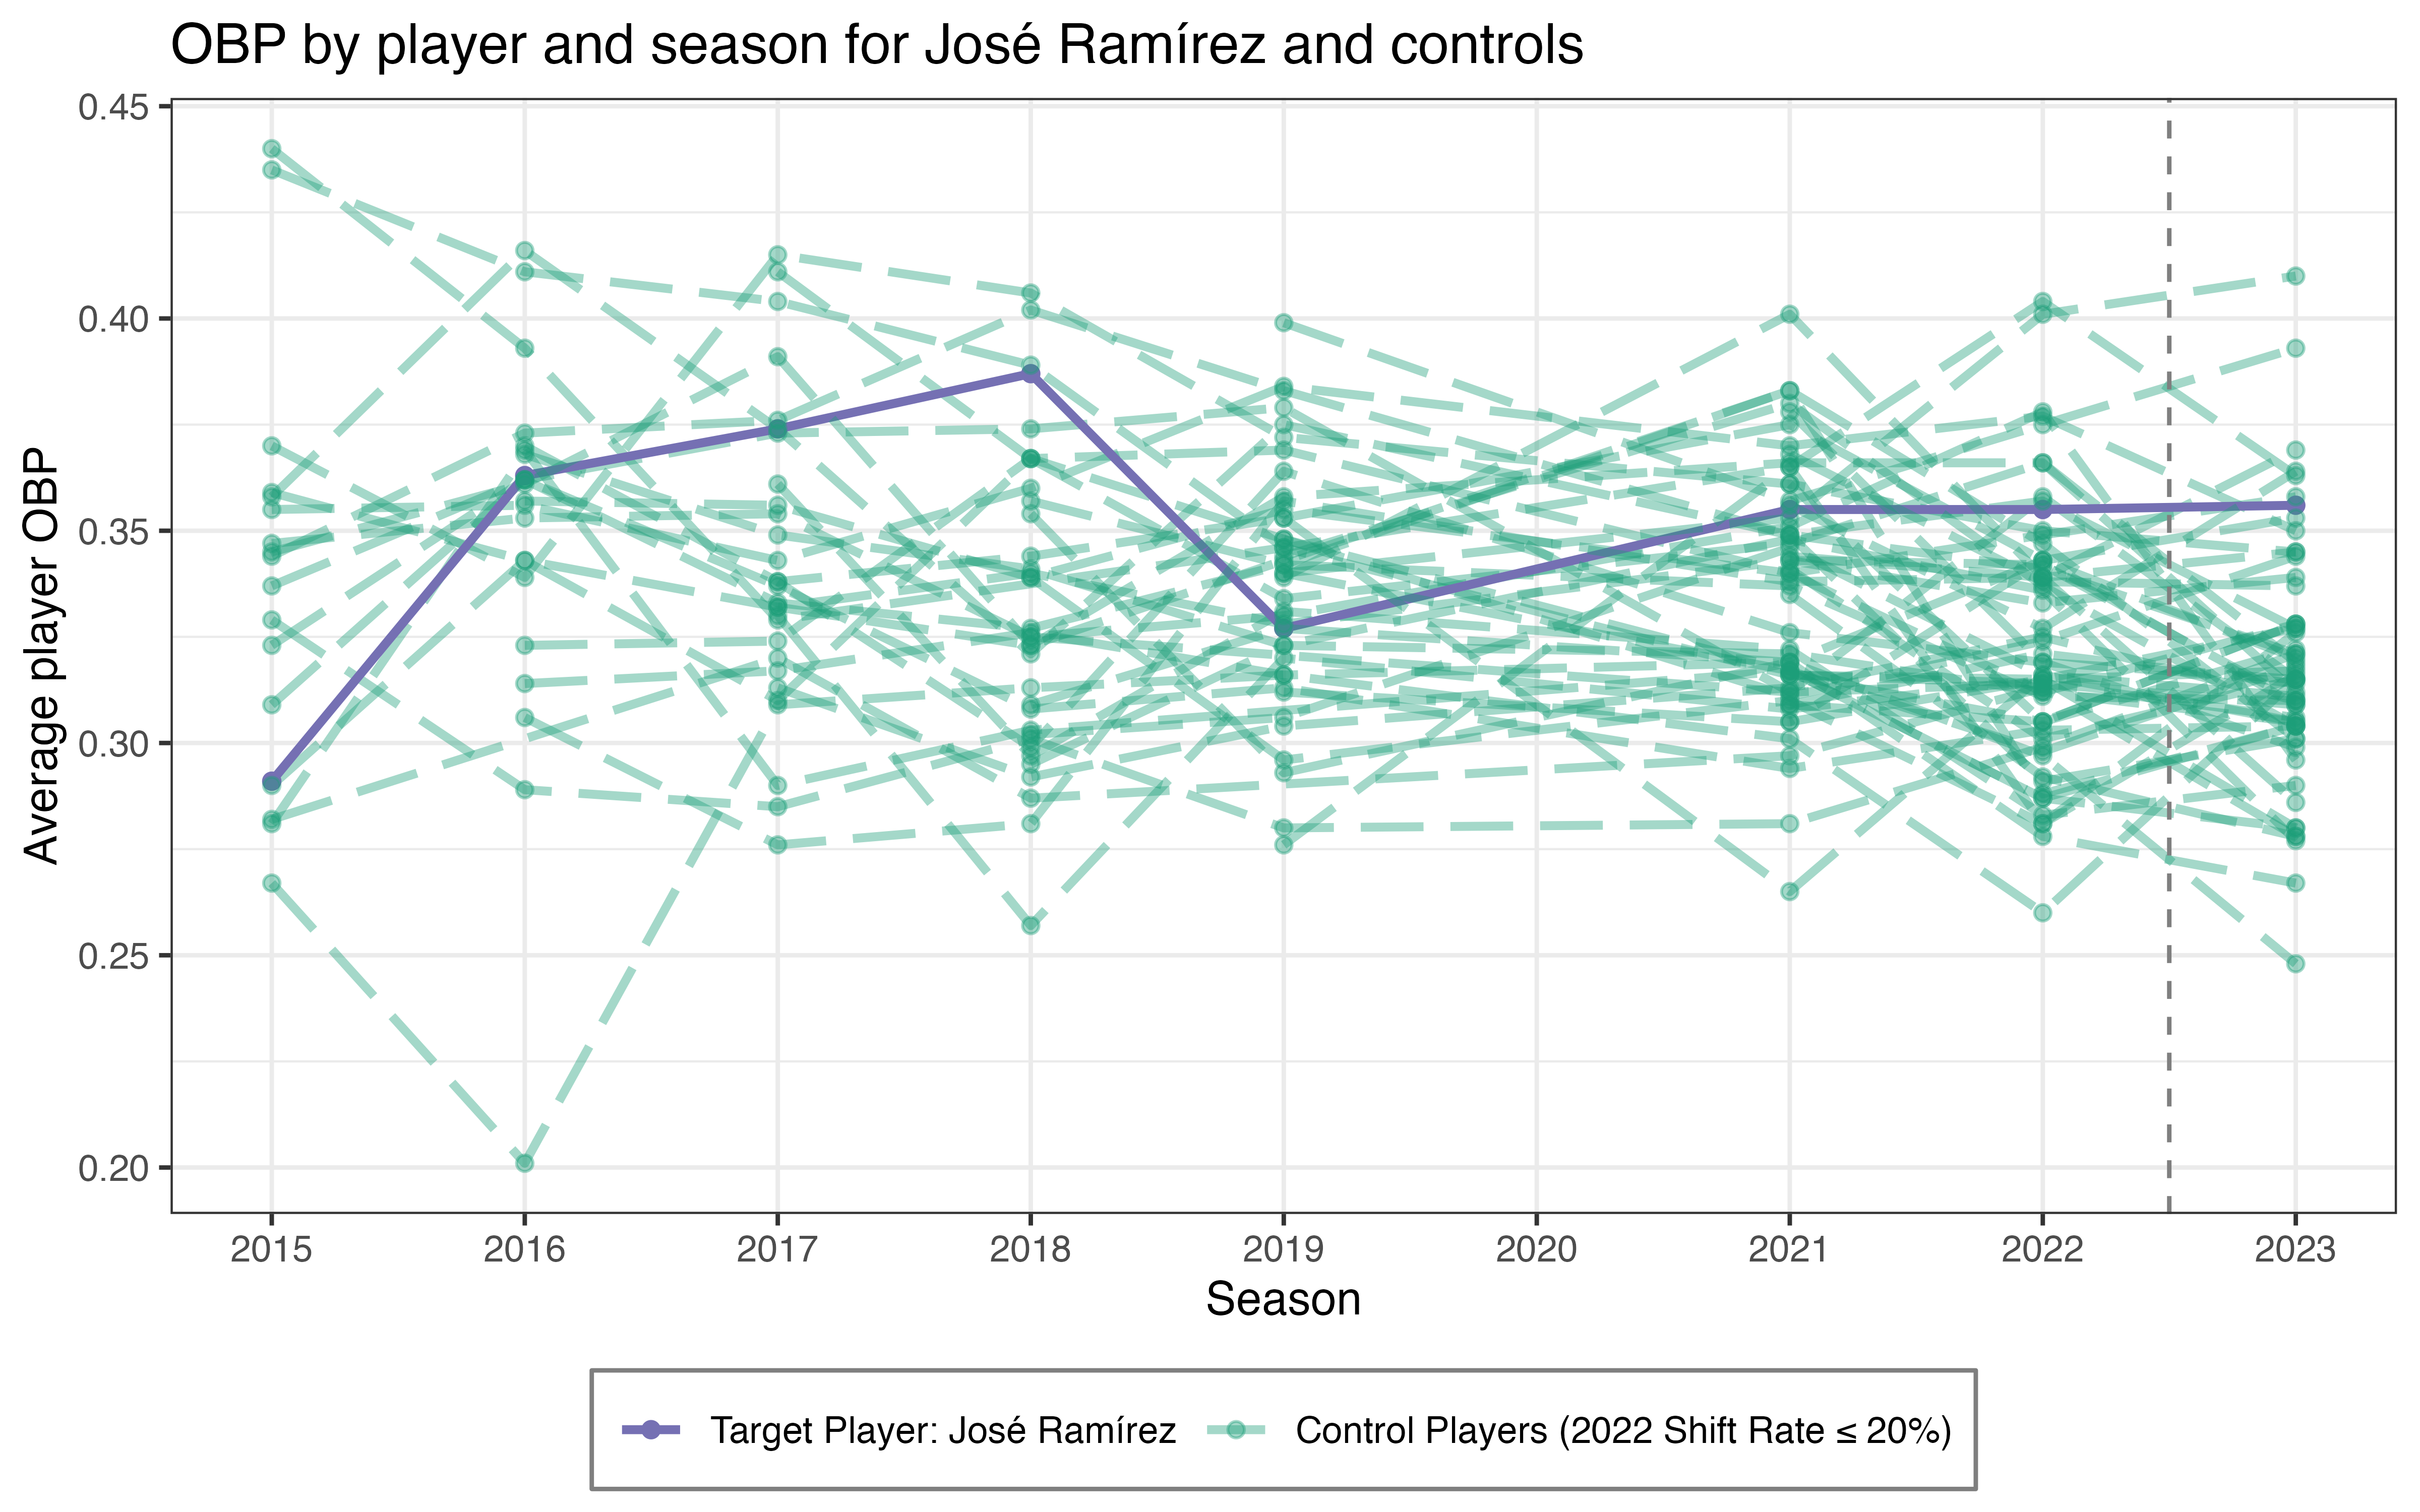 OBP by player and season for José Ramírez and controls
Average player OBP
0.45
0.40
0.35
0.30
0.25
0.20
2015 2016 2017 2018 2019 2020 2021 2022 2023
Season
Target Player: José Ramírez Control Players (2022 Shift Rate ≤ 20%)